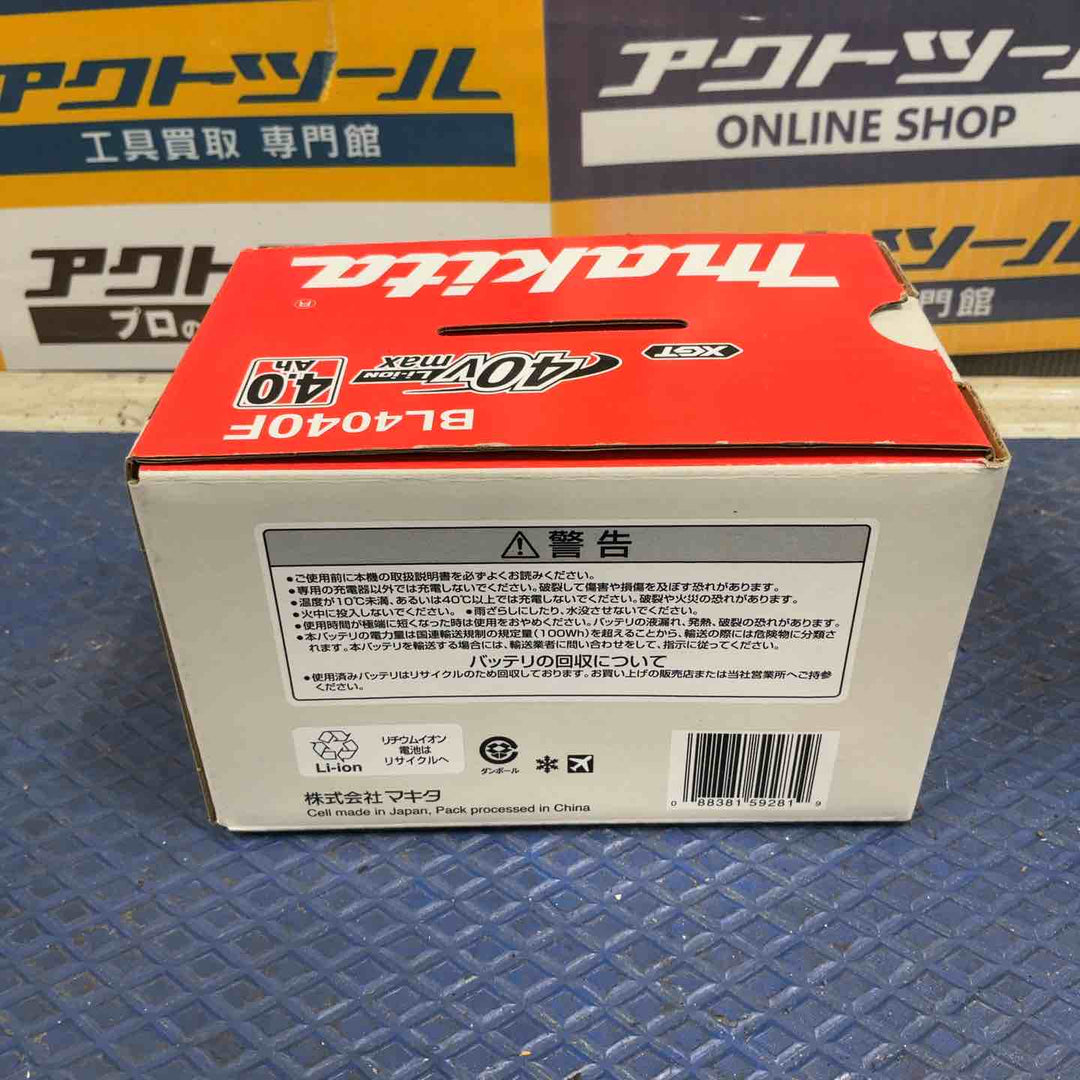 アクトツール
工具買取 専門館
アクトツール
ONLINE SHOP
アクト
プロの
アクトツール
門館
makita
®
XGT
40Vmax
Li-ion
4.0
Ah
BL4040F
警告
●ご使用前に本機の取扱説明書を必ずよくお読みください。
●専用の充電器以外では充電しないでください。破裂して傷害や損傷を及ぼす恐れがあります。
●温度が10℃未満、あるいは40℃以上では充電しないでください。破裂や火災の恐れがあります。
●火中に投入しないでください。 ●雨ざらしにしたり、水没させないでください。
●使用時間が極端に短くなった時は使用をおやめください。バッテリの液漏れ、発熱、破裂の恐れがあります。
●本バッテリの電力量は国連輸送規制の規定量(100Wh)を超えることから、輸送の際には危険物に分類さ
れます。本バッテリを輸送する場合には、輸送業者に問い合わせをして、指示に従ってください。
バッテリの回収について
●使用済みバッテリはリサイクルのため回収しております。お買い上げの販売店または当社営業所へご持参
ください。
Li-ion
リチウムイオン
電池は
リサイクルへ
ダンボール
株式会社 マキタ
Cell made in Japan, Pack processed in China
0 88381 59281 9